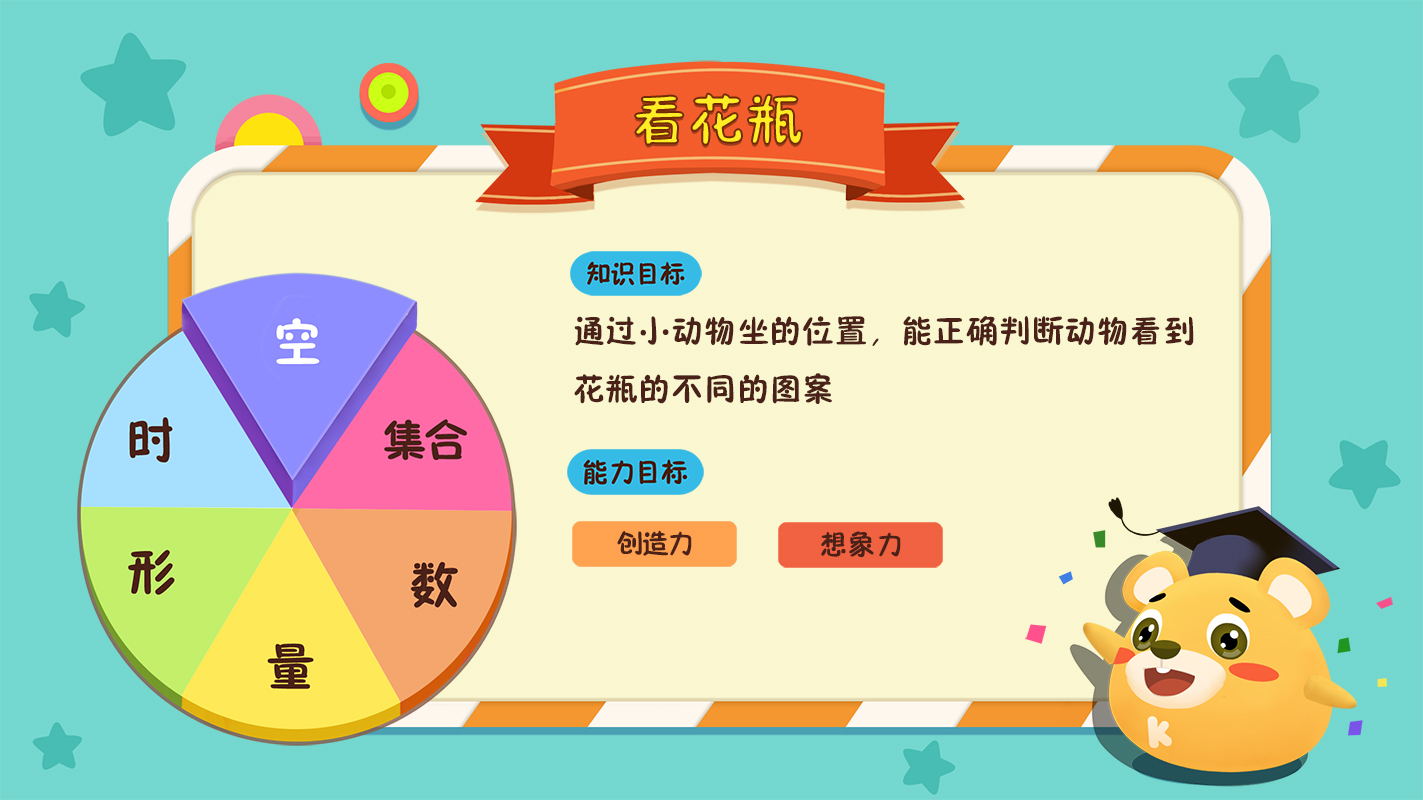 看花瓶
知识目标
通过小动物坐的位置，能正确判断动物看到
花瓶的不同的图案
能力目标
创造力
想象力
空
时
集合
形
数
量
K